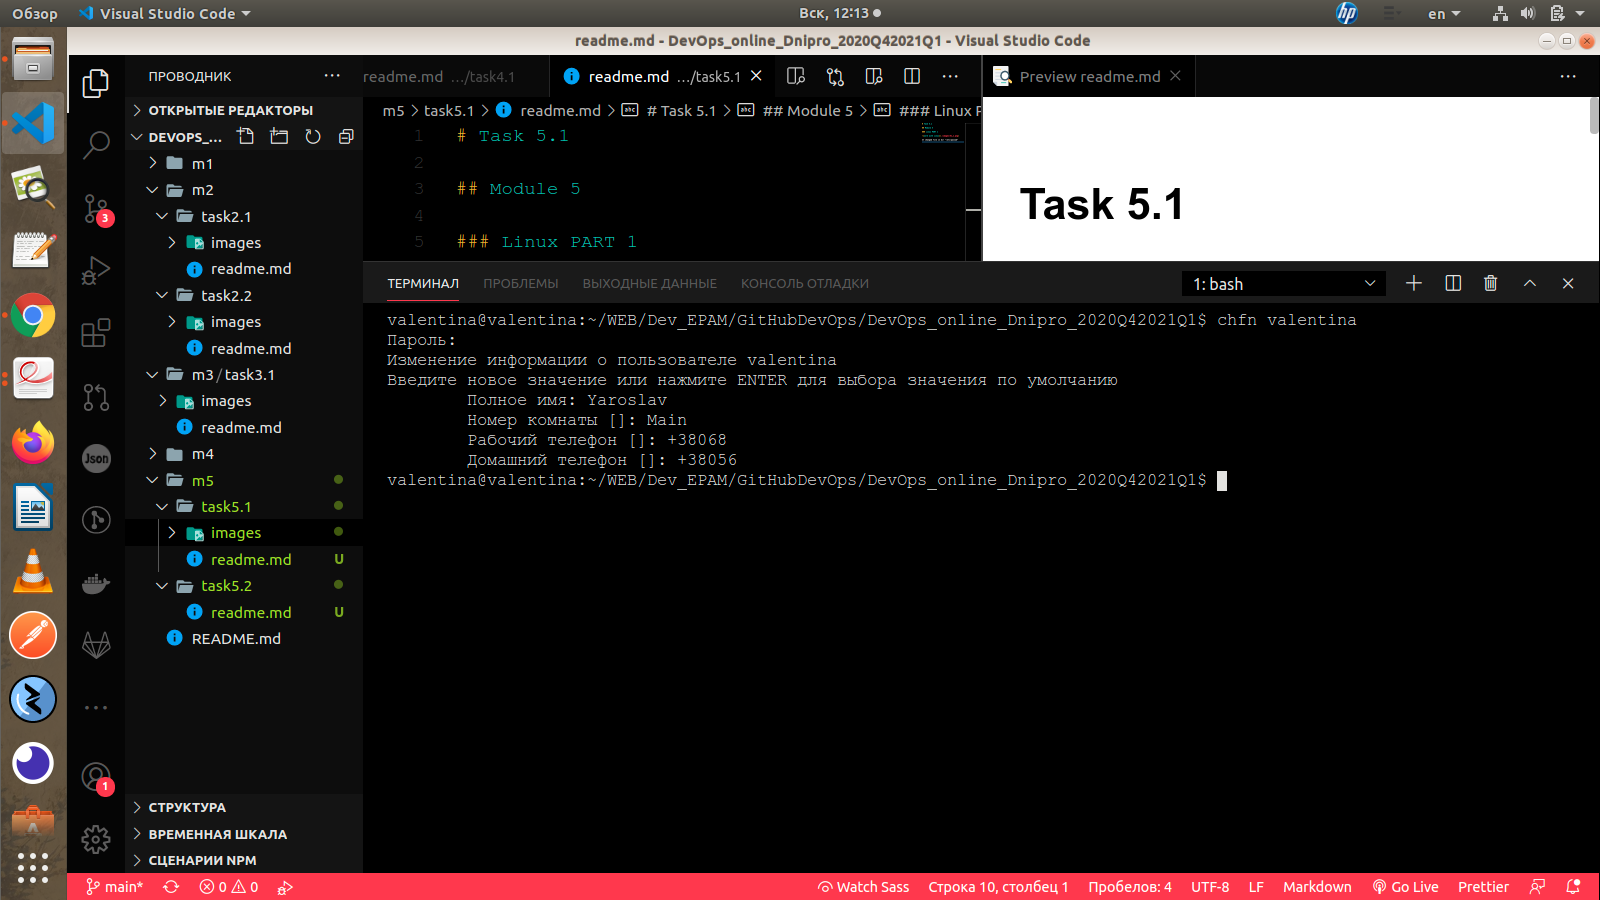 Обзор Visual Studio Code Вск, 12:13 hp en
readme.md - DevOps_online_Dnipro_2020Q42021Q1 - Visual Studio Code
ПРОВОДНИК
ОТКРЫТЫЕ РЕДАКТОРЫ
DEVOPS_...
m1
m2
task2.1
images
readme.md
task2.2
images
readme.md
m3/task3.1
images
readme.md
m4
m5
task5.1
images
readme.md U
task5.2
readme.md U
README.md
СТРУКТУРА
ВРЕМЕННАЯ ШКАЛА
СЦЕНАРИИ NPM
3
Json
1
readme.md .../task4.1 readme.md .../task5.1
m5 > task5.1 > readme.md > abc # Task 5.1 > abc ## Module 5 > abc ### Linux P
1 # Task 5.1
2
3 ## Module 5
4
5 ### Linux PART 1
Preview readme.md
Task 5.1
ТЕРМИНАЛ ПРОБЛЕМЫ ВЫХОДНЫЕ ДАННЫЕ КОНСОЛЬ ОТЛАДКИ 1: bash
valentina@valentina:~/WEB/Dev_EPAM/GitHubDevOps/DevOps_online_Dnipro_2020Q42021Q1$ chfn valentina
Пароль:
Изменение информации о пользователе valentina
Введите новое значение или нажмите ENTER для выбора значения по умолчанию
Полное имя: Yaroslav
Номер комнаты []: Main
Рабочий телефон []: +38068
Домашний телефон []: +38056
valentina@valentina:~/WEB/Dev_EPAM/GitHubDevOps/DevOps_online_Dnipro_2020Q42021Q1$
main* 0 0 Watch Sass Строка 10, столбец 1 Пробелов: 4 UTF-8 LF Markdown Go Live Prettier